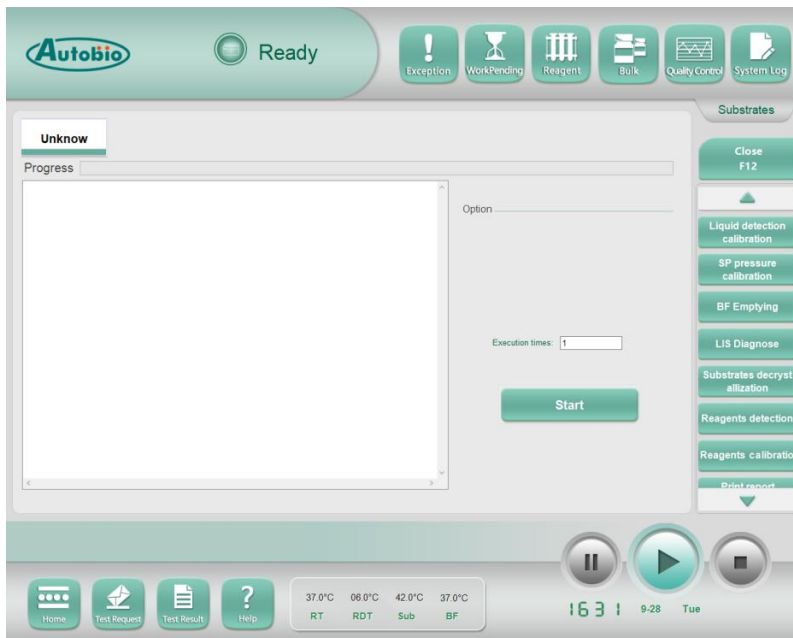 Autobio
Ready
Exception
WorkPending
Reagent
Bulk
Quality Control
System Log
Substrates
Unknow
Progress
Close
F12
Option
Liquid detection
calibration
SP pressure
calibration
BF Emptying
Execution times: 1
LIS Diagnose
Substrates decryst
allization
Start
Reagents detection
Reagents calibratio
Print report
Home
Test Request
Test Result
Help
37.0°C 06.0°C 42.0°C 37.0°C
RT RDT Sub BF
1631 9-28 Tue